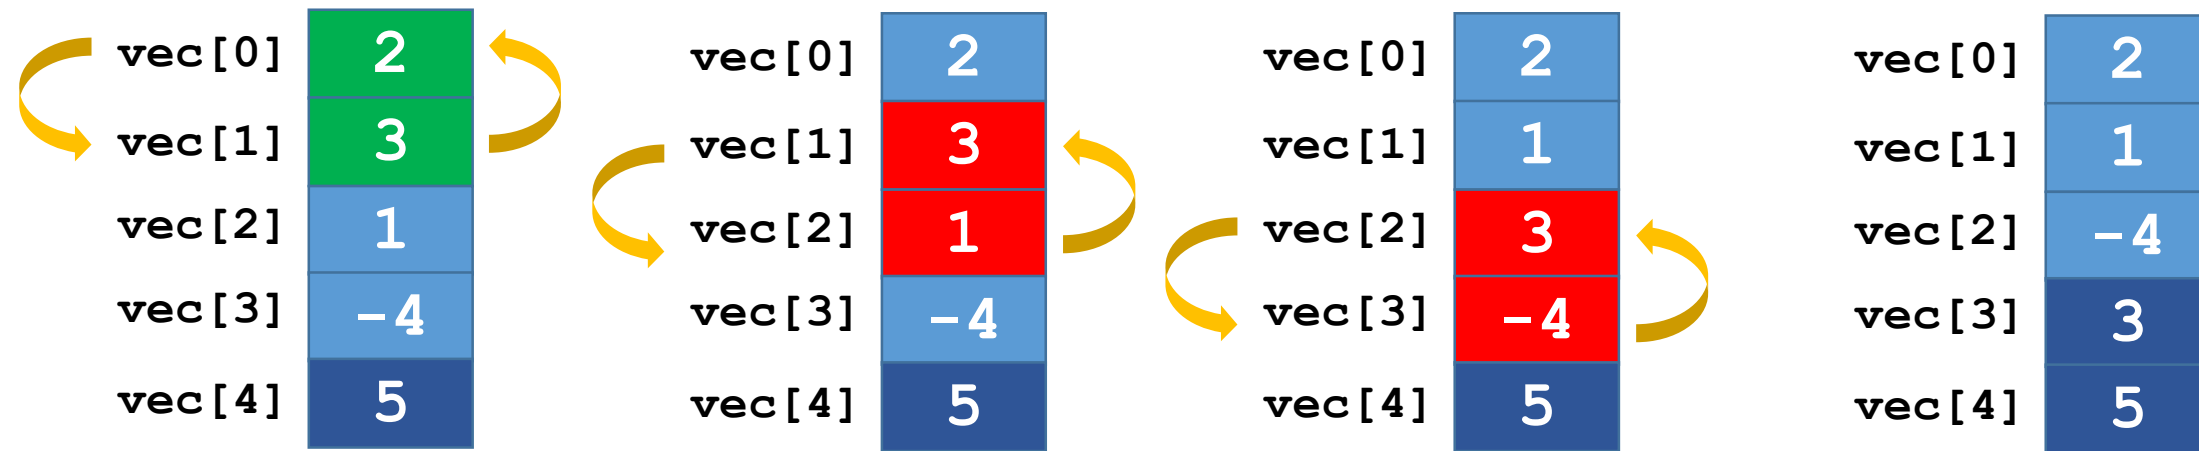 vec[0] 2 vec[0] 2 vec[0] 2 vec[0] 2
vec[1] 3 vec[1] 3 vec[1] 1 vec[1] 1
vec[2] 1 vec[2] 1 vec[2] 3 vec[2] -4
vec[3] -4 vec[3] -4 vec[3] -4 vec[3] 3
vec[4] 5 vec[4] 5 vec[4] 5 vec[4] 5